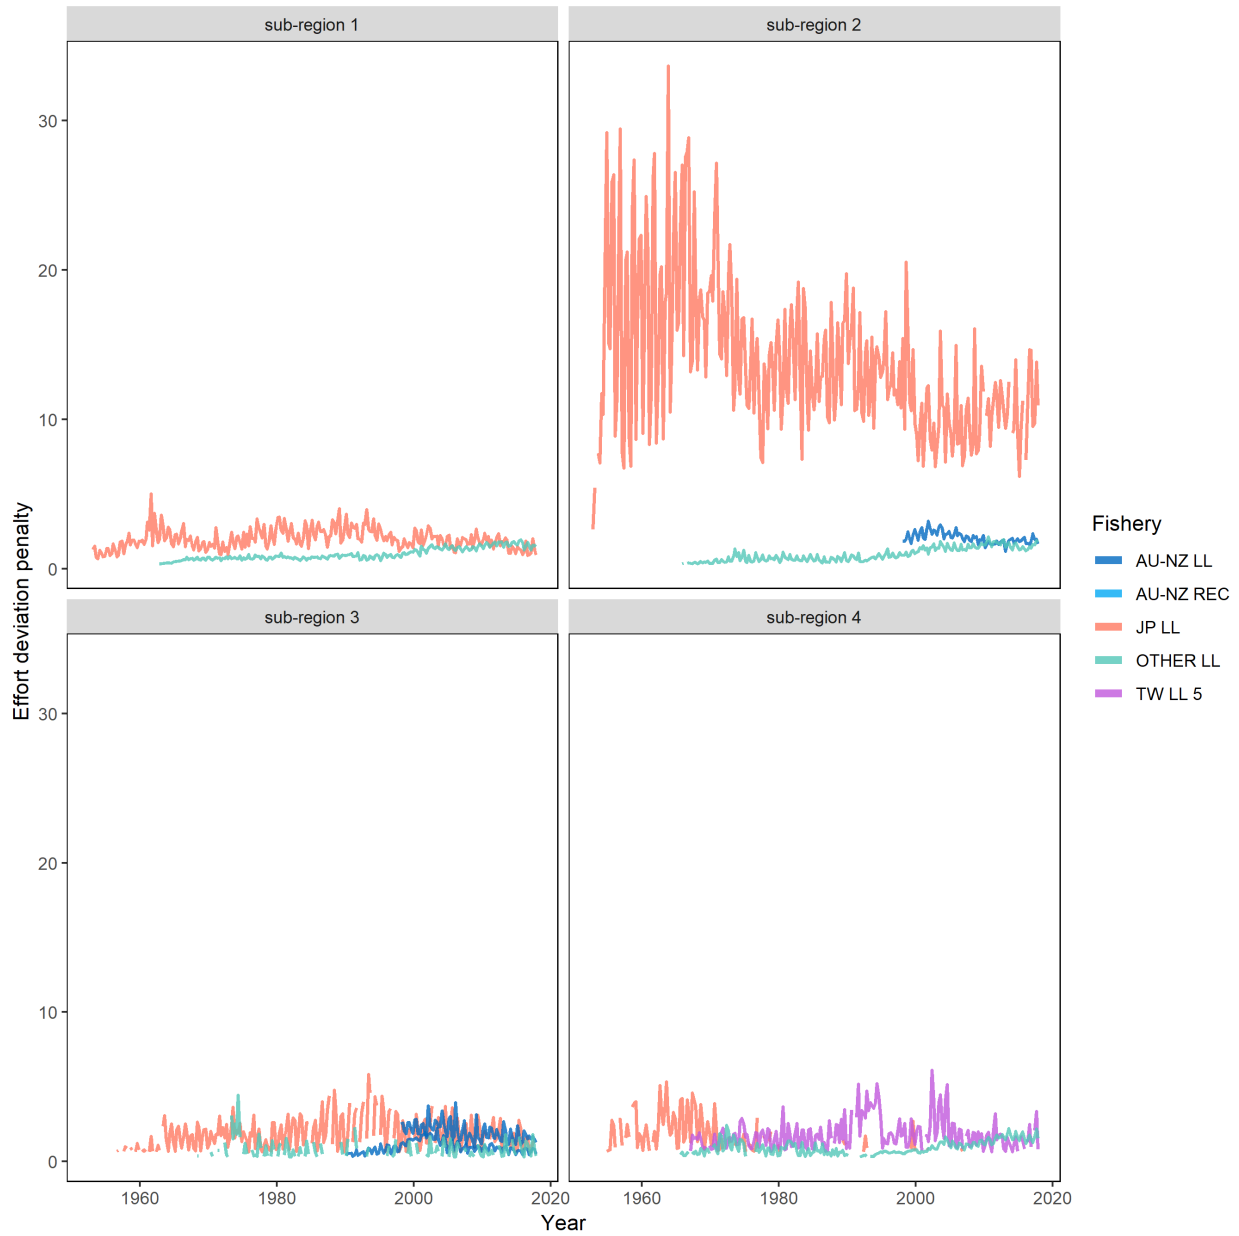 sub-region 1
sub-region 2
30
20
10
0
sub-region 3
sub-region 4
30
20
10
0
1960
1980
2000
2020
1960
1980
2000
2020
Year
Effort deviation penalty
Fishery
AU-NZ LL
AU-NZ REC
JP LL
OTHER LL
TW LL 5